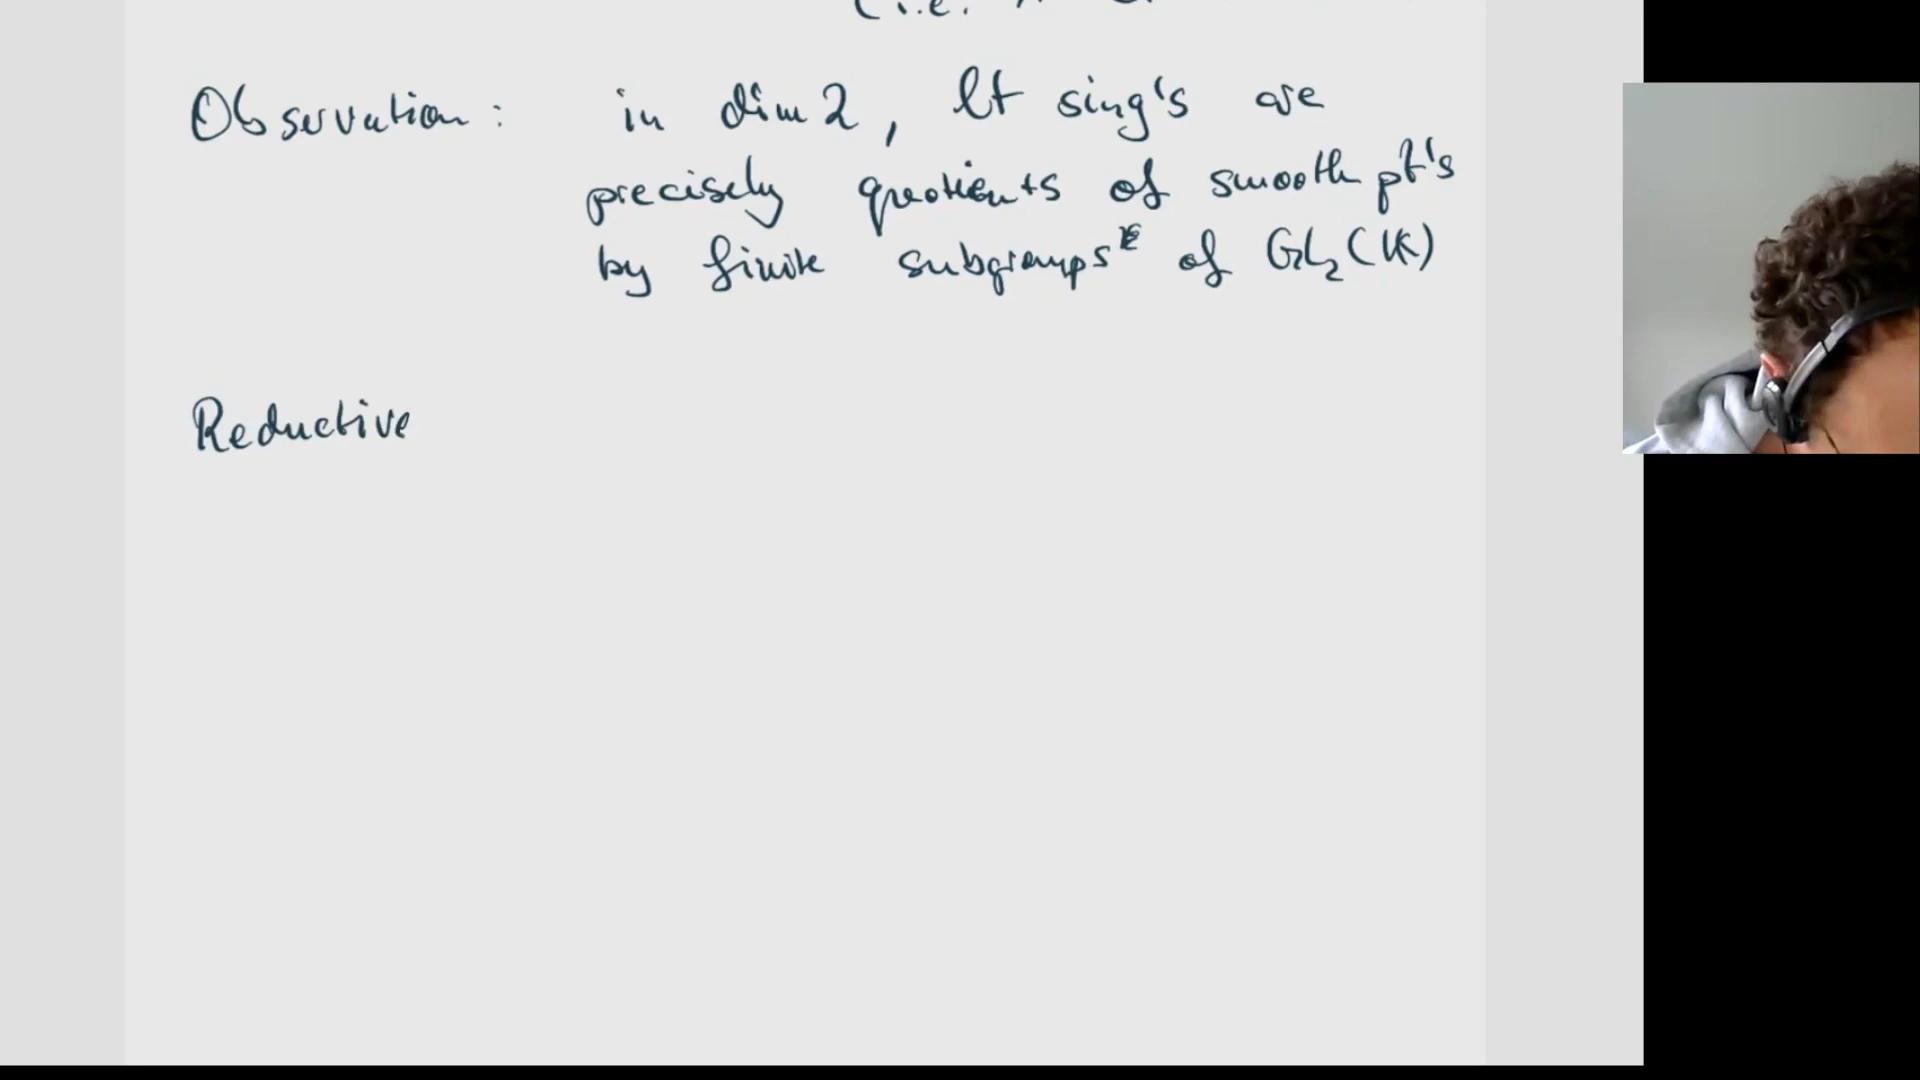 (i.e.
Observation: in dim 2, lt sing's are
precisely quotients of smooth pt's
by finite subgroups* of GL₂(K)
Reductive